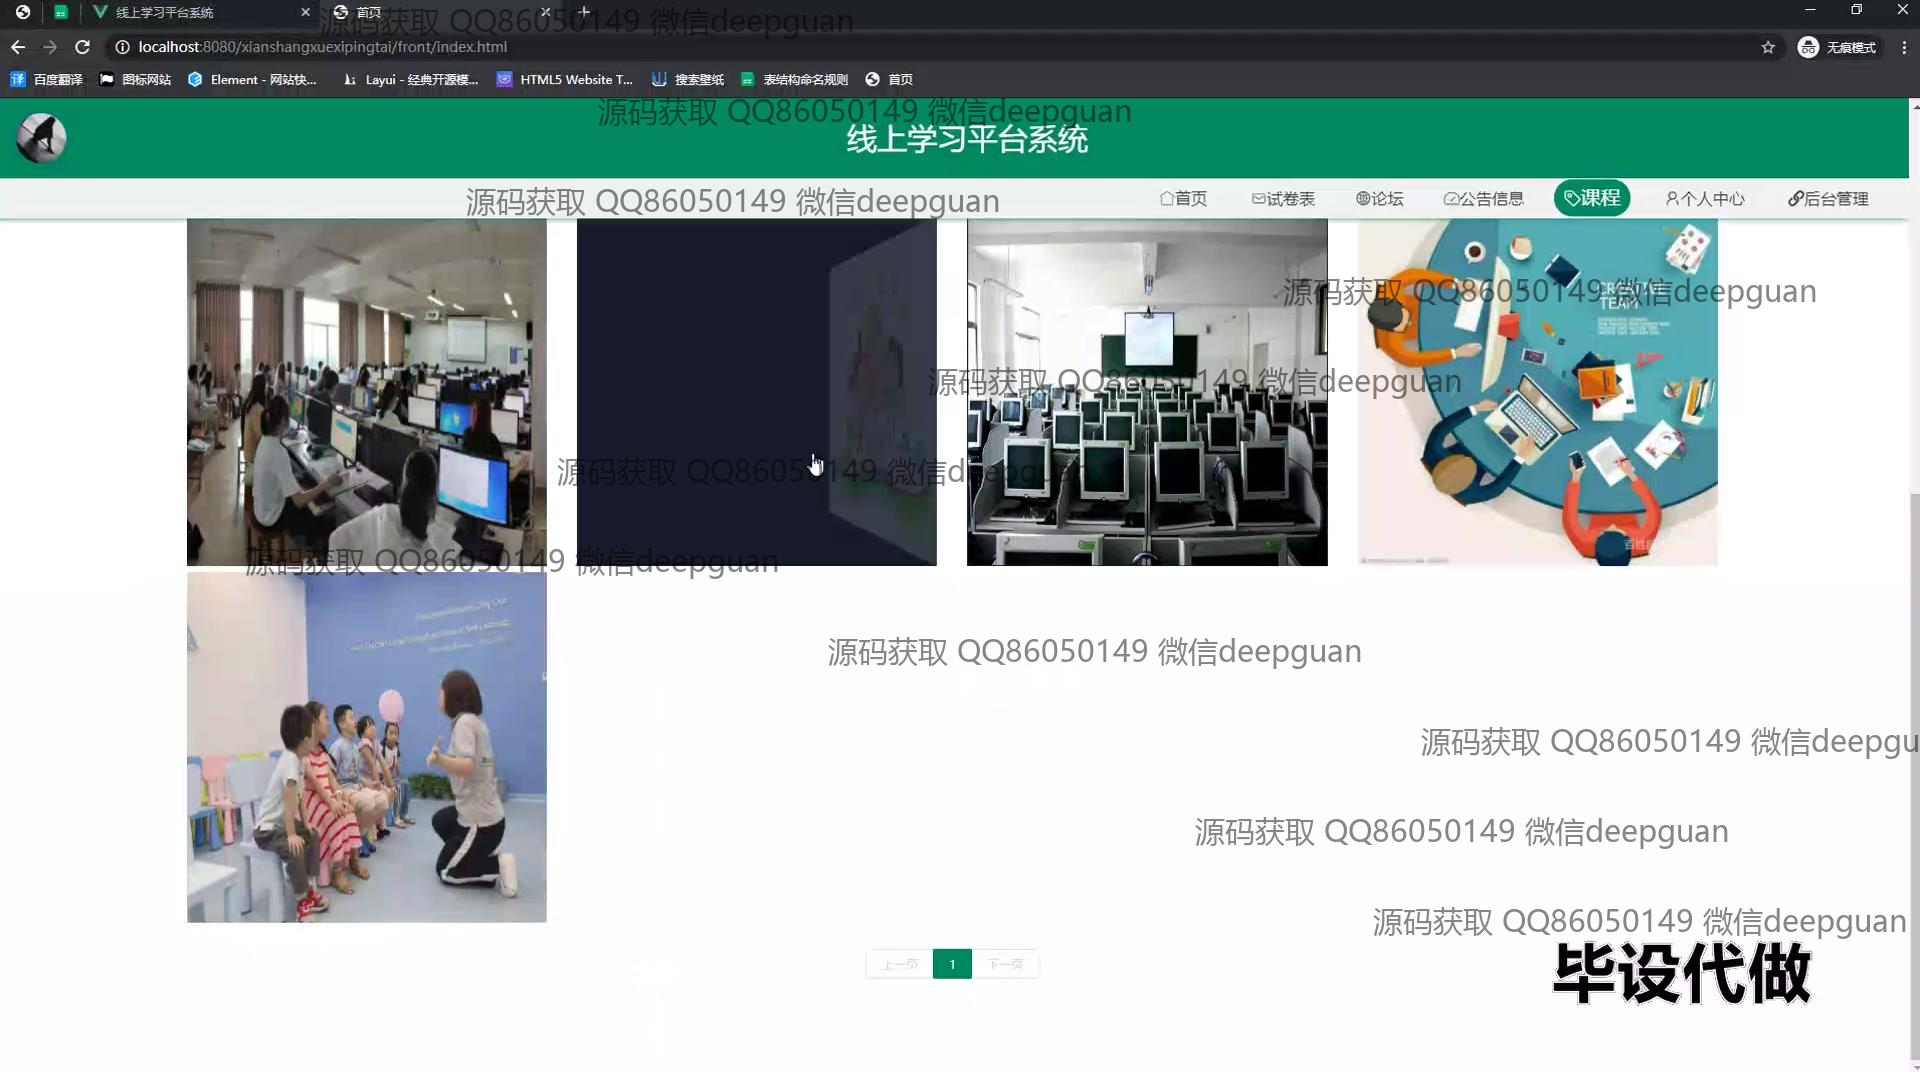 线上学习平台系统
首页
源码获取 QQ86050149 微信deepguan
localhost:8080/xianshangxuexipingtai/front/index.html
无痕模式
百度翻译
图标网站
Element - 网站快...
Layui - 经典开源模...
HTML5 Website T...
搜索壁纸
表结构命名规则
首页
源码获取 QQ86050149 微信deepguan
线上学习平台系统
源码获取 QQ86050149 微信deepguan
首页
试卷表
论坛
公告信息
课程
个人中心
后台管理
源码获取 QQ86050149 微信deepguan
CREATIVE
TEAM
源码获取 QQ86050149 微信deepguan
源码获取 QQ86050149 微信deepguan
源码获取 QQ86050149 微信deepguan
源码获取 QQ86050149 微信deepguan
源码获取 QQ86050149 微信deepgu
源码获取 QQ86050149 微信deepguan
源码获取 QQ86050149 微信deepguan
上一页
1
下一页
毕设代做